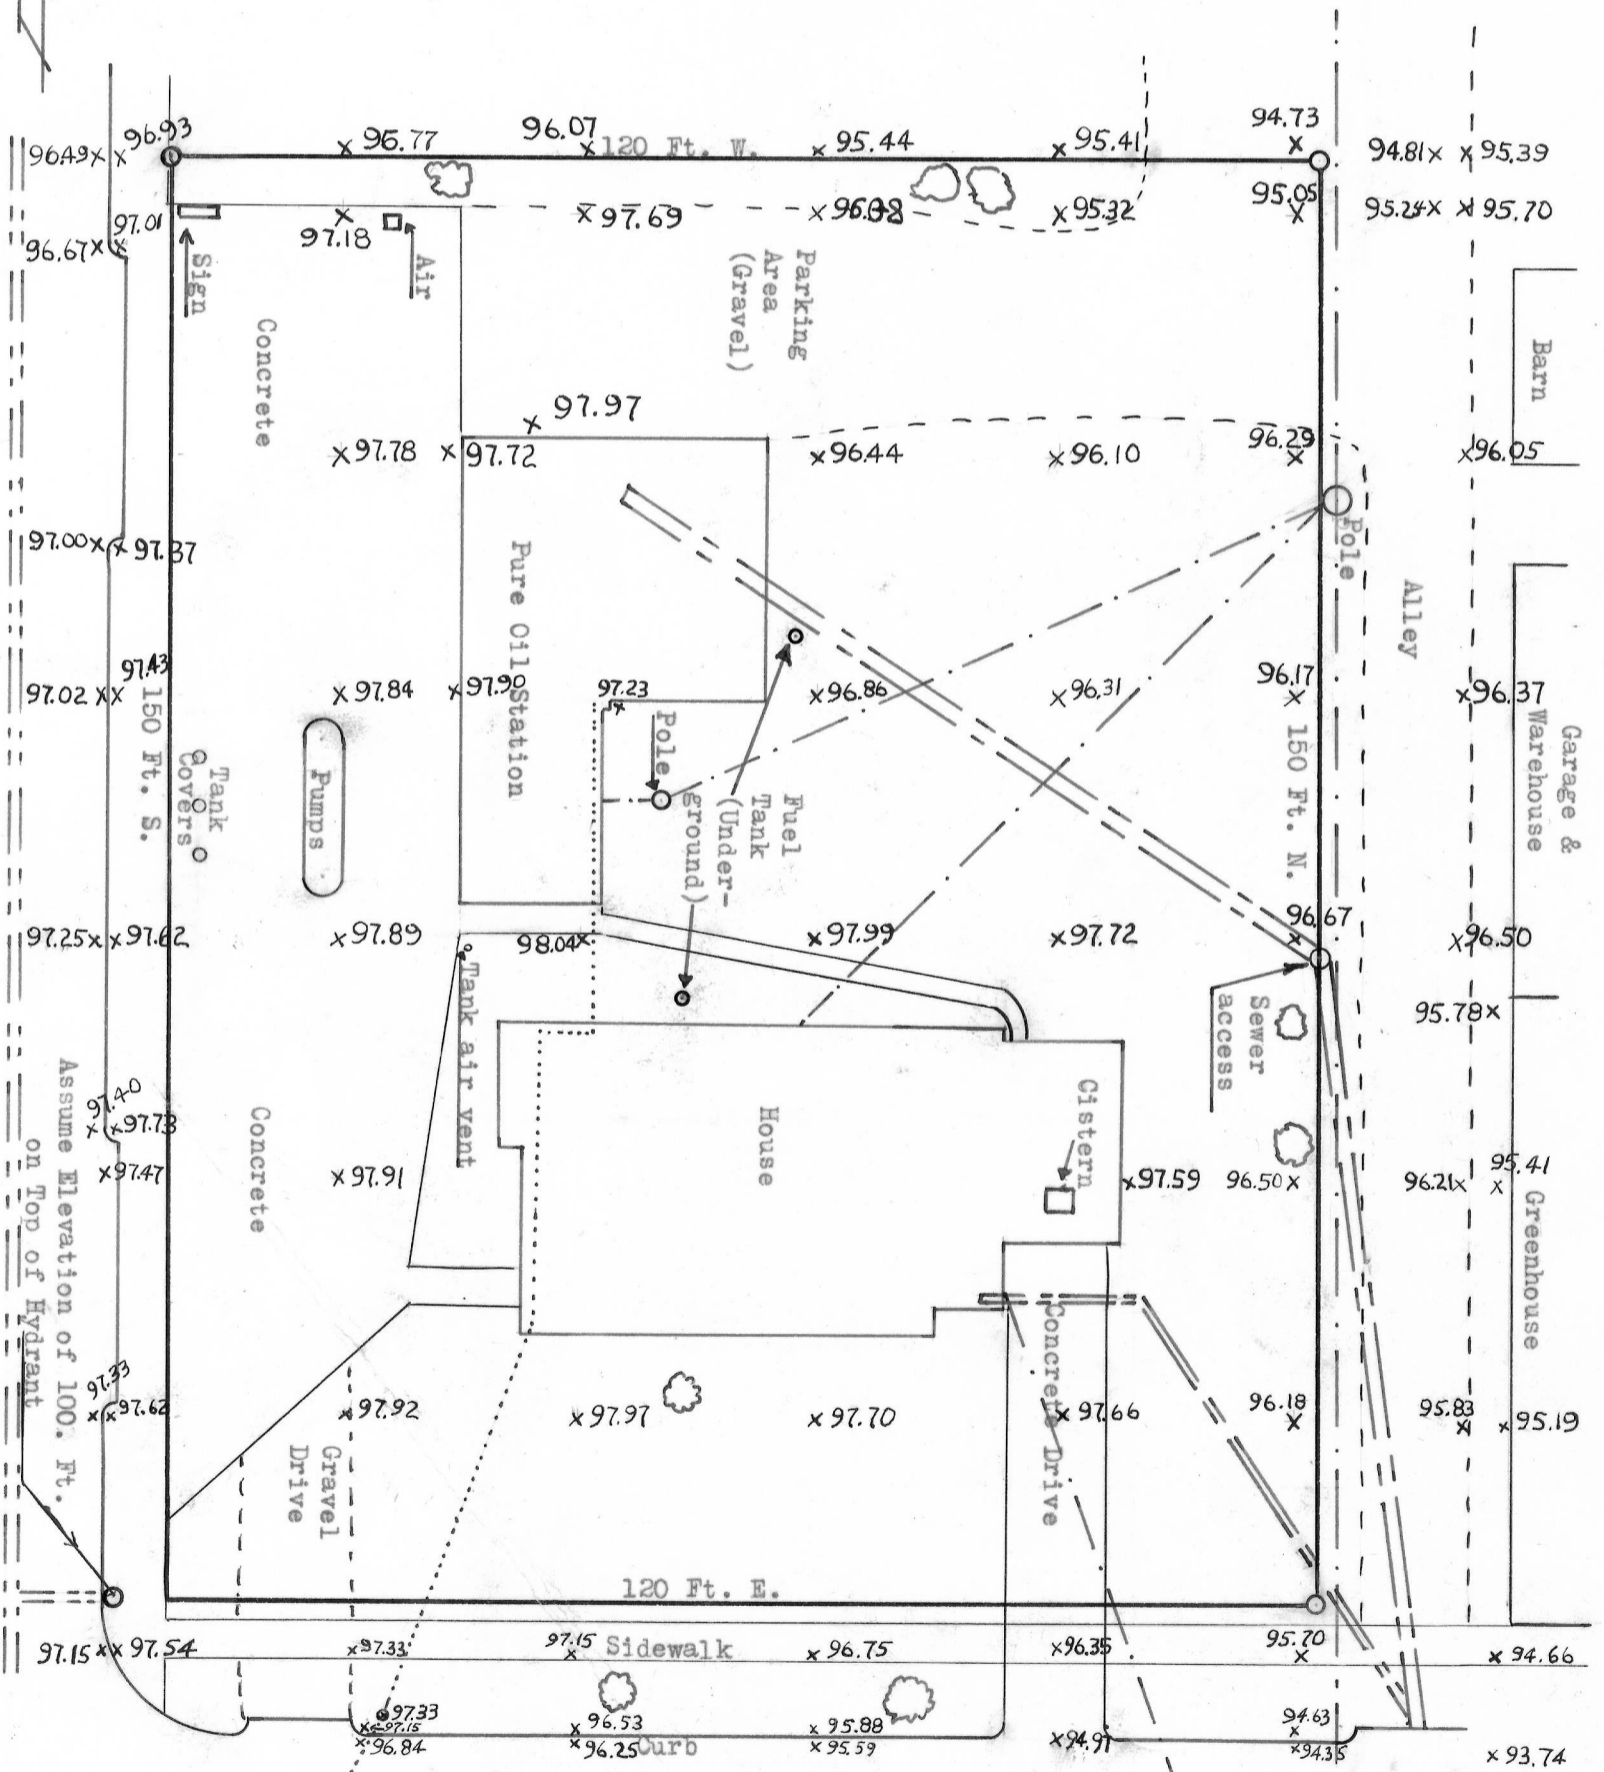 96.93
96.77
96.07
120 Ft. W.
95.44
95.41
94.73
94.81
95.39
96.49
97.01
97.18
97.69
95.32
95.05
95.24
95.70
96.67
Sign
Air
Parking
Area
(Gravel)
Concrete
Barn
97.97
97.78
97.72
96.44
96.10
96.29
96.05
97.00
97.37
Pure Oil Station
Pole
Alley
97.43
97.02
97.84
97.90
97.23
96.86
96.31
96.17
96.37
150 Ft. S.
Tank
Covers
Pumps
Pole
Fuel
Tank
(Under-
ground)
150 Ft. N.
Garage &
Warehouse
97.25
97.62
97.89
98.04
97.99
97.72
96.67
96.50
Tank air vent
Sewer
access
95.78
Assume Elevation of 100. Ft.
on Top of Hydrant
97.40
97.73
97.47
Concrete
97.91
House
Cistern
97.59
96.50
96.21
95.41
Greenhouse
97.33
97.62
97.92
97.97
97.70
97.66
96.18
95.83
95.19
Gravel
Drive
Concrete Drive
120 Ft. E.
97.15
97.54
97.33
97.15
Sidewalk
96.75
96.35
95.70
94.66
97.33
97.15
96.84
96.53
96.25
Curb
95.88
95.59
94.97
94.63
94.35
93.74